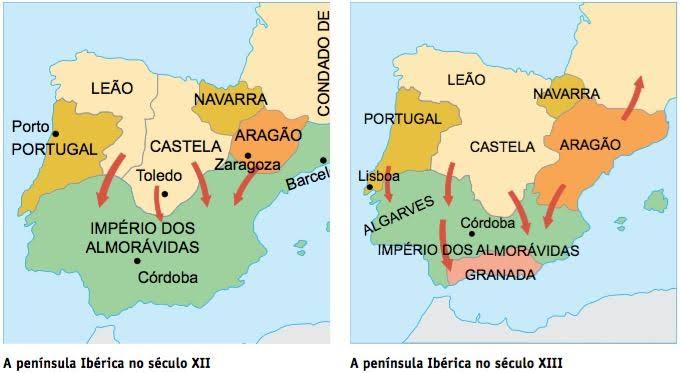 LEÃO
NAVARRA
CONDADO DE
Porto
PORTUGAL
CASTELA
ARAGÃO
Zaragoza
Barcel
Toledo
IMPÉRIO DOS
ALMORÁVIDAS
Córdoba
A península Ibérica no século XII
LEÃO
NAVARRA
PORTUGAL
CASTELA
ARAGÃO
Lisboa
ALGARVES
Córdoba
IMPÉRIO DOS ALMORÁVIDAS
GRANADA
A península Ibérica no século XIII